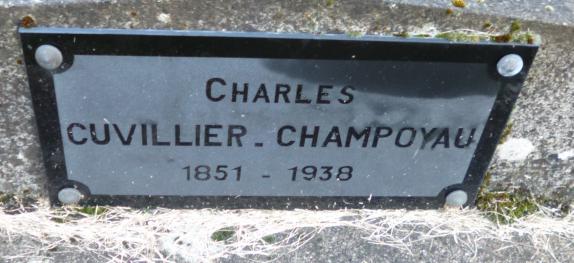 CHARLES
CUVILLIER - CHAMPOYAU
1851 - 1938